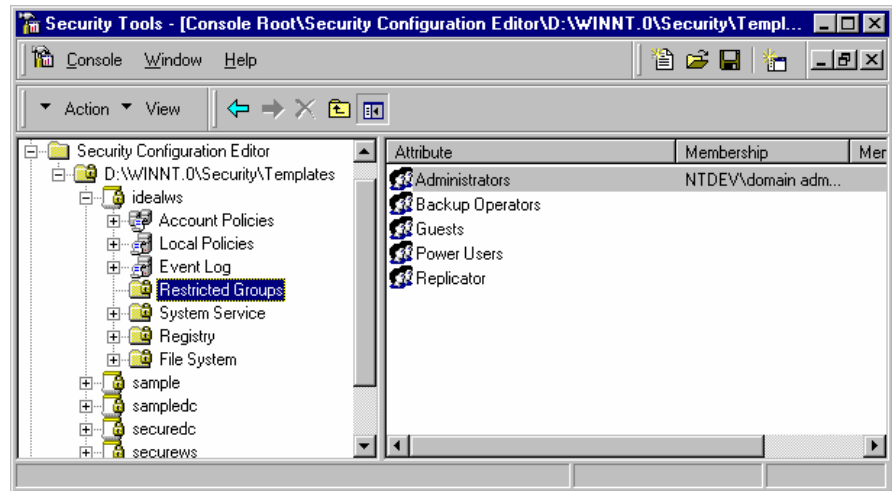 Security Tools - [Console Root\Security Configuration Editor\D:\WINNT.0\Security\Templ...
Console Window Help
Action View
Security Configuration Editor
D:\WINNT.0\Security\Templates
idealws
Account Policies
Local Policies
Event Log
Restricted Groups
System Service
Registry
File System
sample
sampledc
securedc
securews
Attribute Membership Mer
Administrators NTDEV\domain adm...
Backup Operators
Guests
Power Users
Replicator